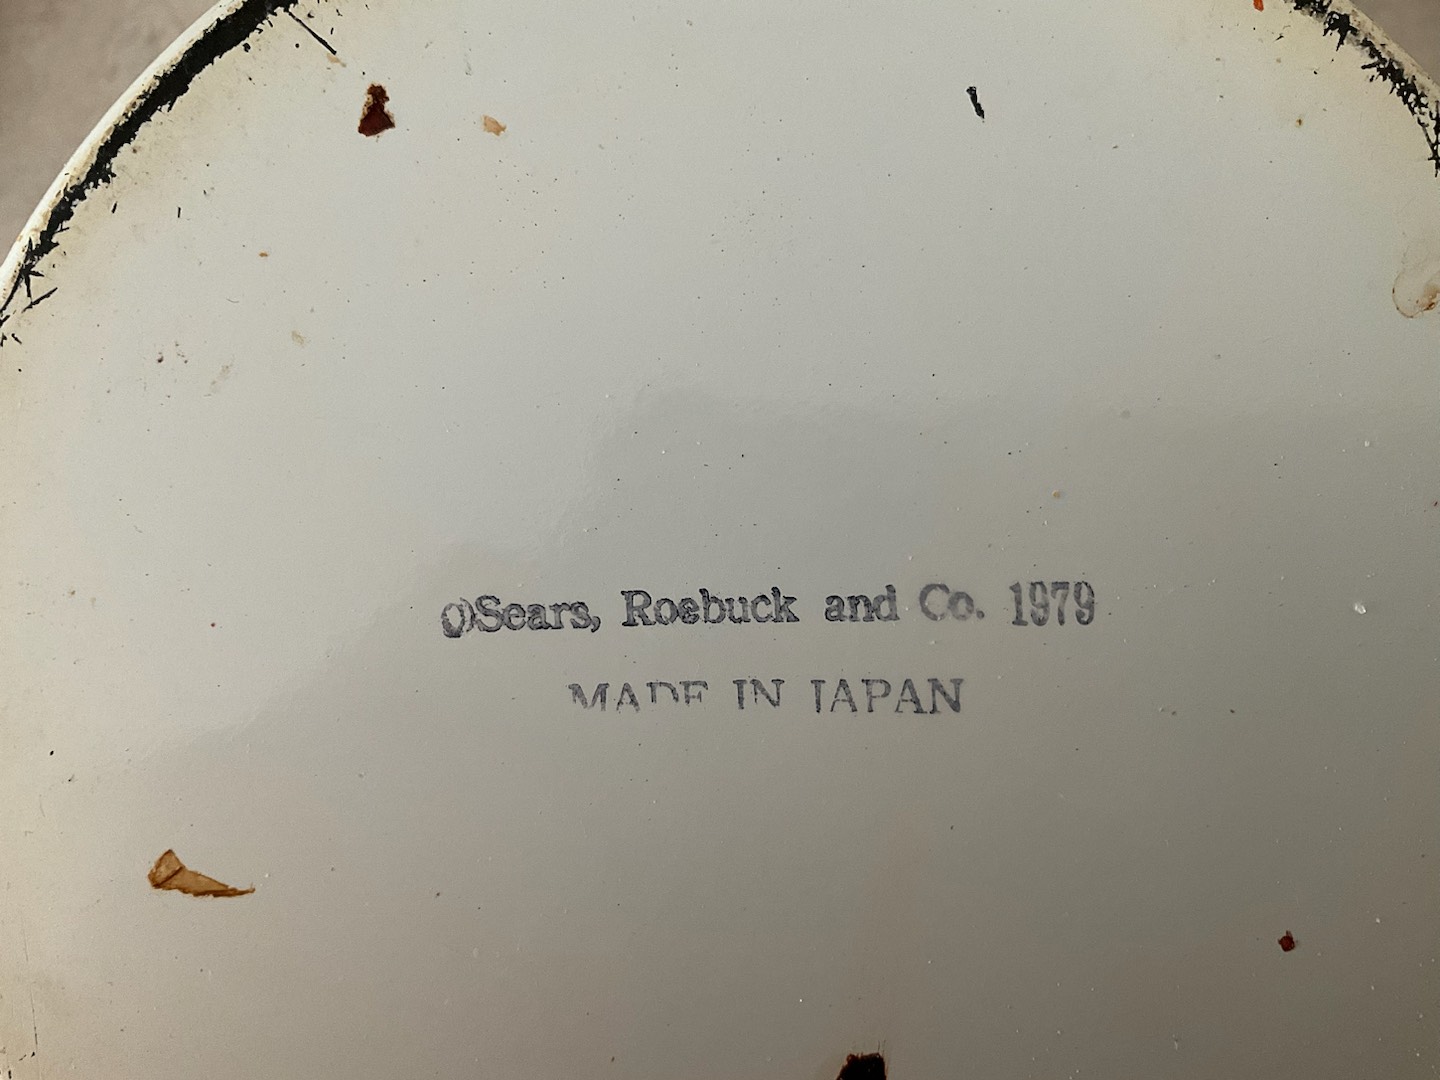 ©Sears, Roebuck and Co. 1979
MADE IN JAPAN